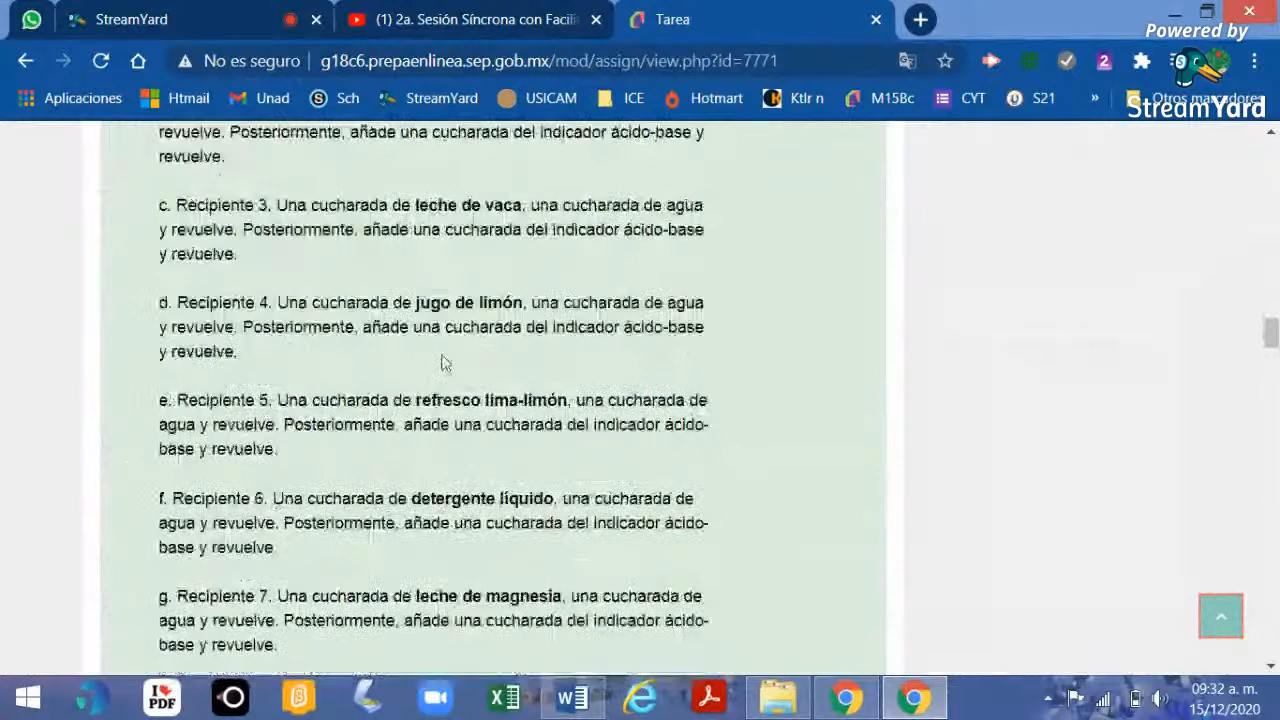 StreamYard
(1) 2a. Sesión Síncrona con Facili
Tarea
Powered by
No es seguro
g18c6.prepaenlinea.sep.gob.mx/mod/assign/view.php?id=7771
2
Aplicaciones
Htmail
Unad
Sch
StreamYard
USICAM
ICE
Hotmart
Ktlr n
M15Bc
CYT
S21
»
Otros marcadores
StreamYard
revuelve. Posteriormente, añade una cucharada del indicador ácido-base y
revuelve.
c. Recipiente 3. Una cucharada de leche de vaca, una cucharada de agua
y revuelve. Posteriormente, añade una cucharada del indicador ácido-base
y revuelve.
d. Recipiente 4. Una cucharada de jugo de limón, una cucharada de agua
y revuelve. Posteriormente, añade una cucharada del indicador ácido-base
y revuelve.
e. Recipiente 5. Una cucharada de refresco lima-limón, una cucharada de
agua y revuelve. Posteriormente, añade una cucharada del indicador ácido-
base y revuelve.
f. Recipiente 6. Una cucharada de detergente líquido, una cucharada de
agua y revuelve. Posteriormente, añade una cucharada del indicador ácido-
base y revuelve.
g. Recipiente 7. Una cucharada de leche de magnesia, una cucharada de
agua y revuelve. Posteriormente, añade una cucharada del indicador ácido-
base y revuelve.
I PDF
09:32 a. m.
15/12/2020